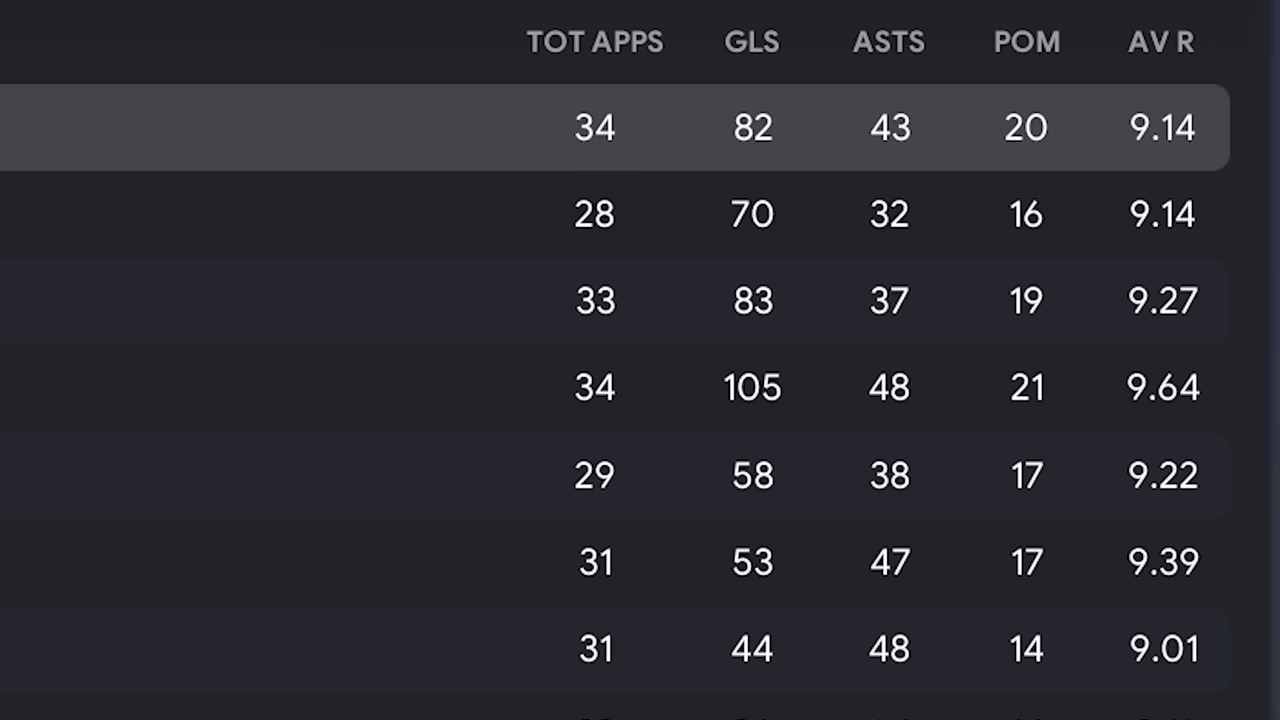 TOT APPS GLS ASTS POM AV R
34 82 43 20 9.14
28 70 32 16 9.14
33 83 37 19 9.27
34 105 48 21 9.64
29 58 38 17 9.22
31 53 47 17 9.39
31 44 48 14 9.01